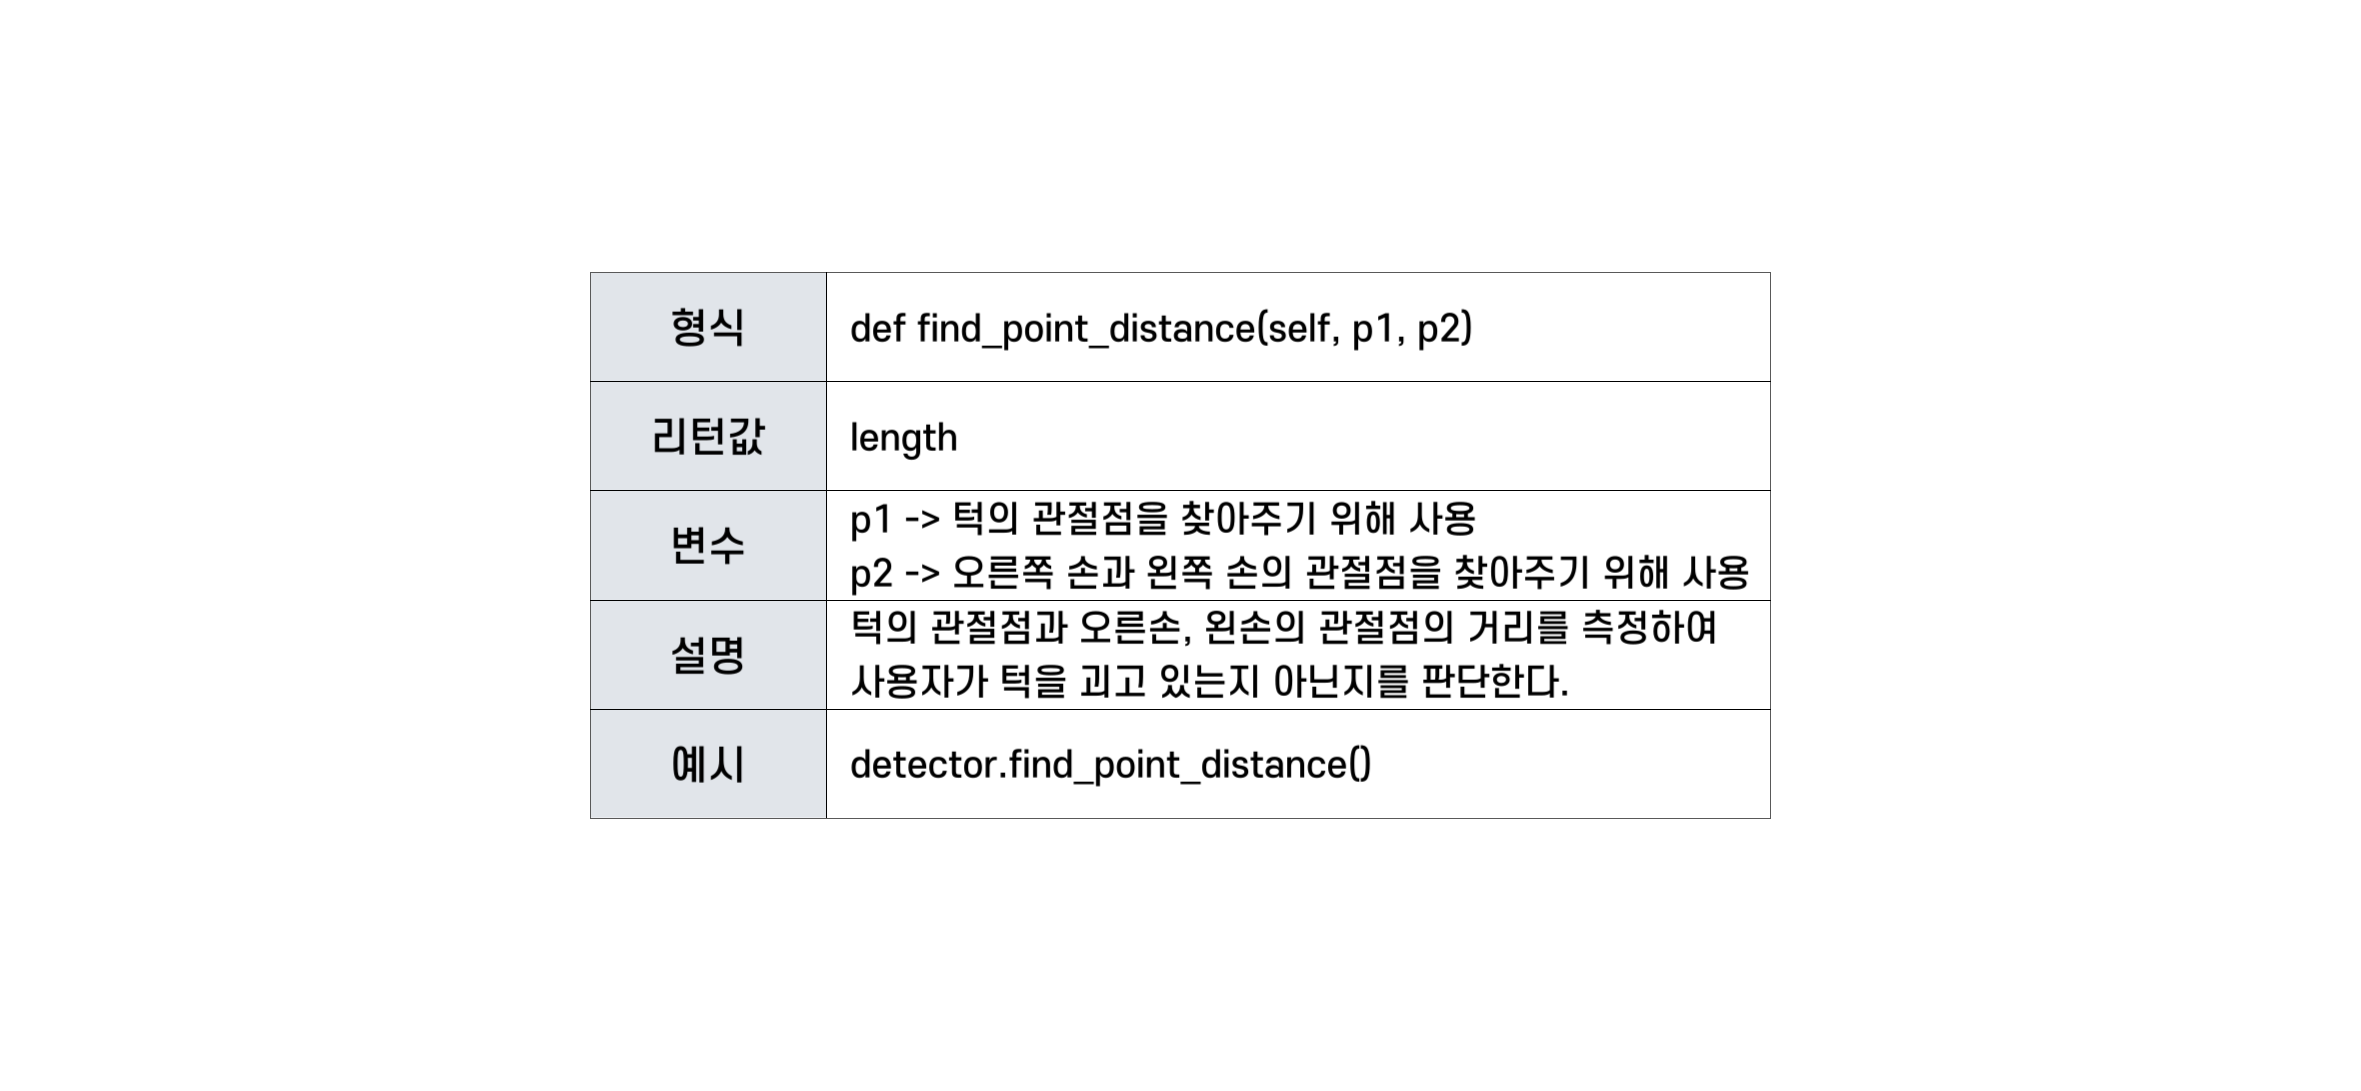 형식
def find_point_distance(self, p1, p2)
리턴값
length
변수
p1 -> 턱의 관절점을 찾아주기 위해 사용
p2 -> 오른쪽 손과 왼쪽 손의 관절점을 찾아주기 위해 사용
설명
턱의 관절점과 오른손, 왼손의 관절점의 거리를 측정하여
사용자가 턱을 괴고 있는지 아닌지를 판단한다.
예시
detector.find_point_distance()